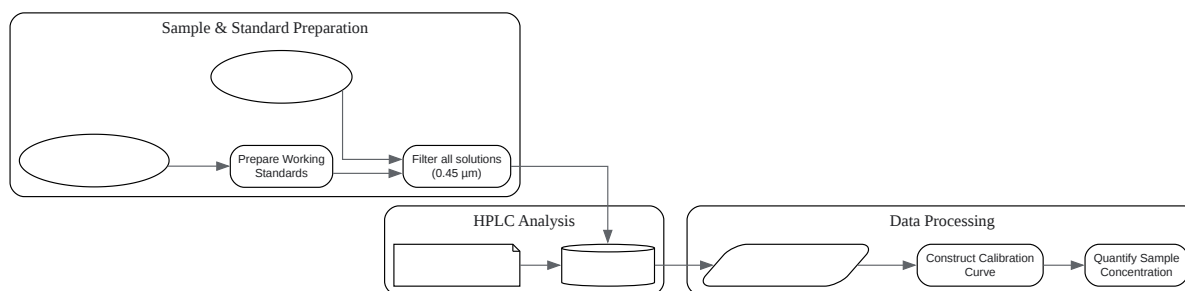 Sample & Standard Preparation
Prepare Working
Standards
Filter all solutions
(0.45 µm)
HPLC Analysis
Data Processing
Construct Calibration
Curve
Quantify Sample
Concentration